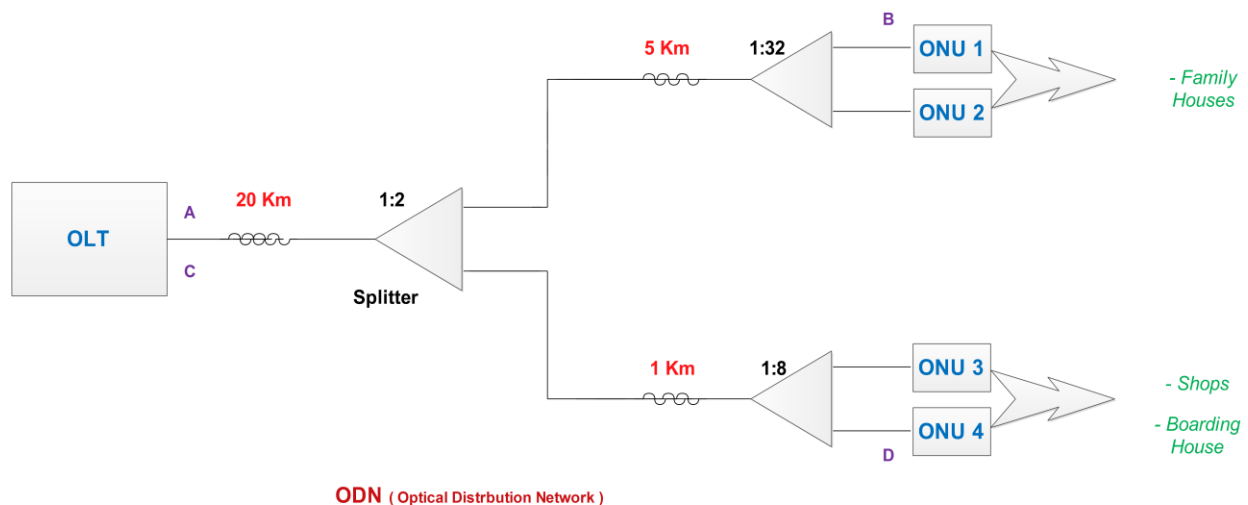 B
5 Km
1:32
ONU 1
- Family
Houses
ONU 2
A
20 Km
1:2
OLT
C
Splitter
1 Km
1:8
ONU 3
- Shops
ONU 4
- Boarding
House
D
ODN ( Optical Distrbution Network )